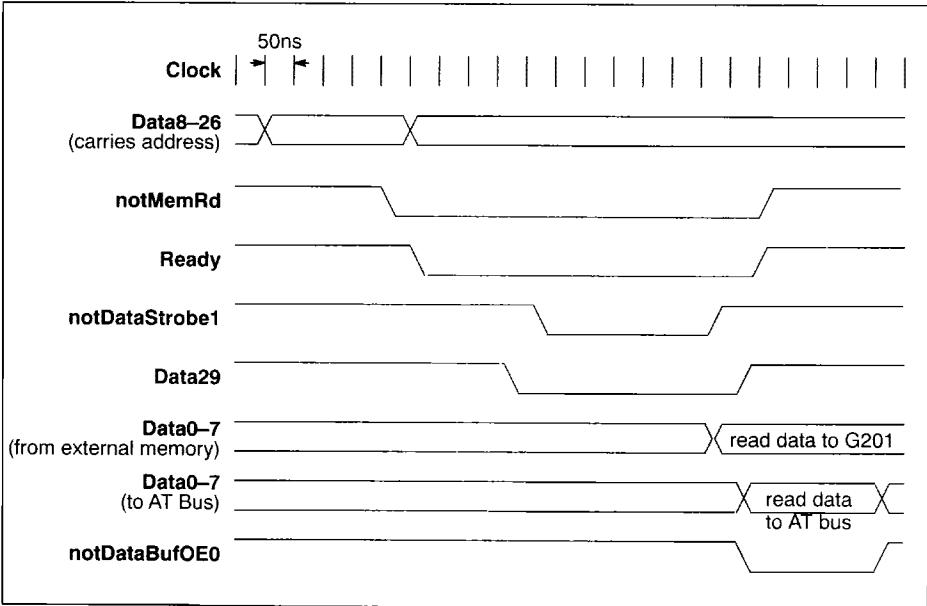 50ns
Clock
Data8–26
(carries address)
notMemRd
Ready
notDataStrobe1
Data29
Data0–7
(from external memory)
read data to G201
Data0–7
(to AT Bus)
read data
to AT bus
notDataBufOE0